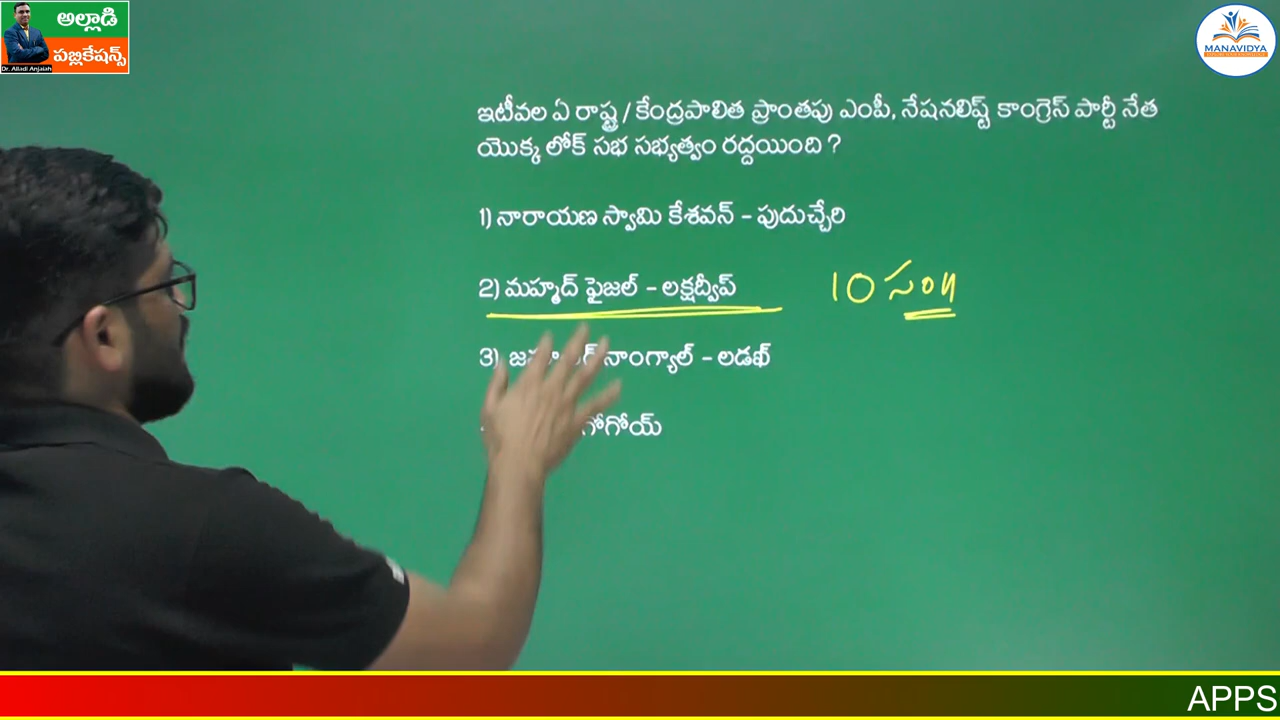 అల్లాడి
పబ్లికేషన్స్
Dr. Alladi Anjaiah
MANAVIDYA
ఇటీవల ఏ రాష్ట్ర / కేంద్రపాలిత ప్రాంతపు ఎంపీ, నేషనలిష్ట్ కాంగ్రెస్ పార్టీ నేత
యొక్క లోక్ సభ సభ్యత్వం రద్దయింది ?
1) నారాయణ స్వామి కేశవన్ - పుదుచ్చేరి
2) మహ్మద్ ఫైజల్ - లక్షద్వీప్
10 సం॥
3) నాంగ్యాల్ - లడఖ్
గోగోయ్
APPS